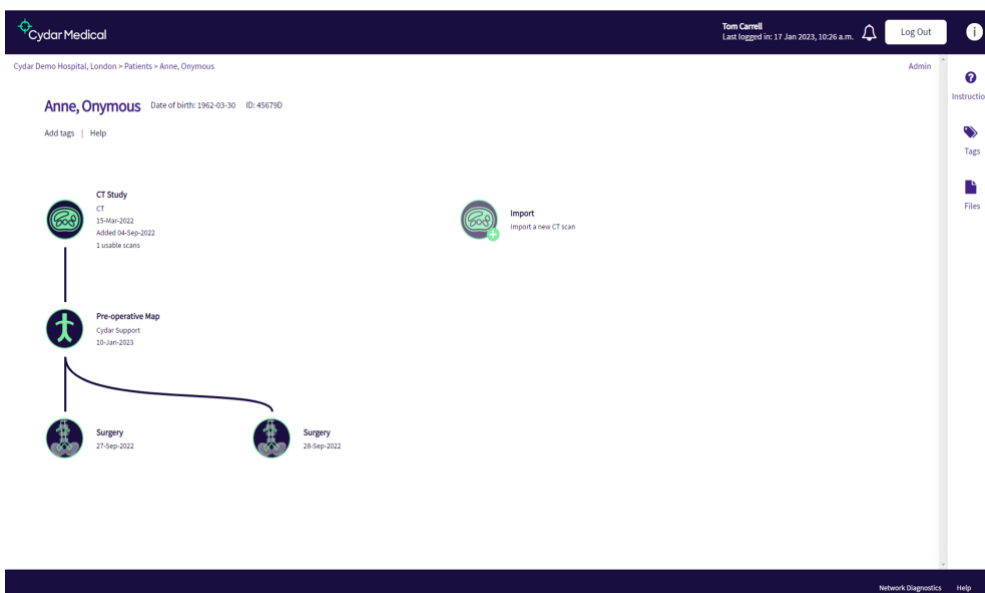 Cydar Medical
Tom Carrell
Last logged in: 17 Jan 2023, 10:26 a.m.
Log Out
i
Cydar Demo Hospital, London > Patients > Anne, Onymous
Admin
?
Instructio
Anne, Onymous Date of birth: 1962-03-30 ID: 45679D
Add tags | Help
Tags
Files
CT Study
CT
15-Mar-2022
Added 04-Sep-2022
1 usable scans
Import
Import a new CT scan
Pre-operative Map
Cydar Support
10-Jan-2023
Surgery
27-Sep-2022
Surgery
28-Sep-2022
Network Diagnostics Help